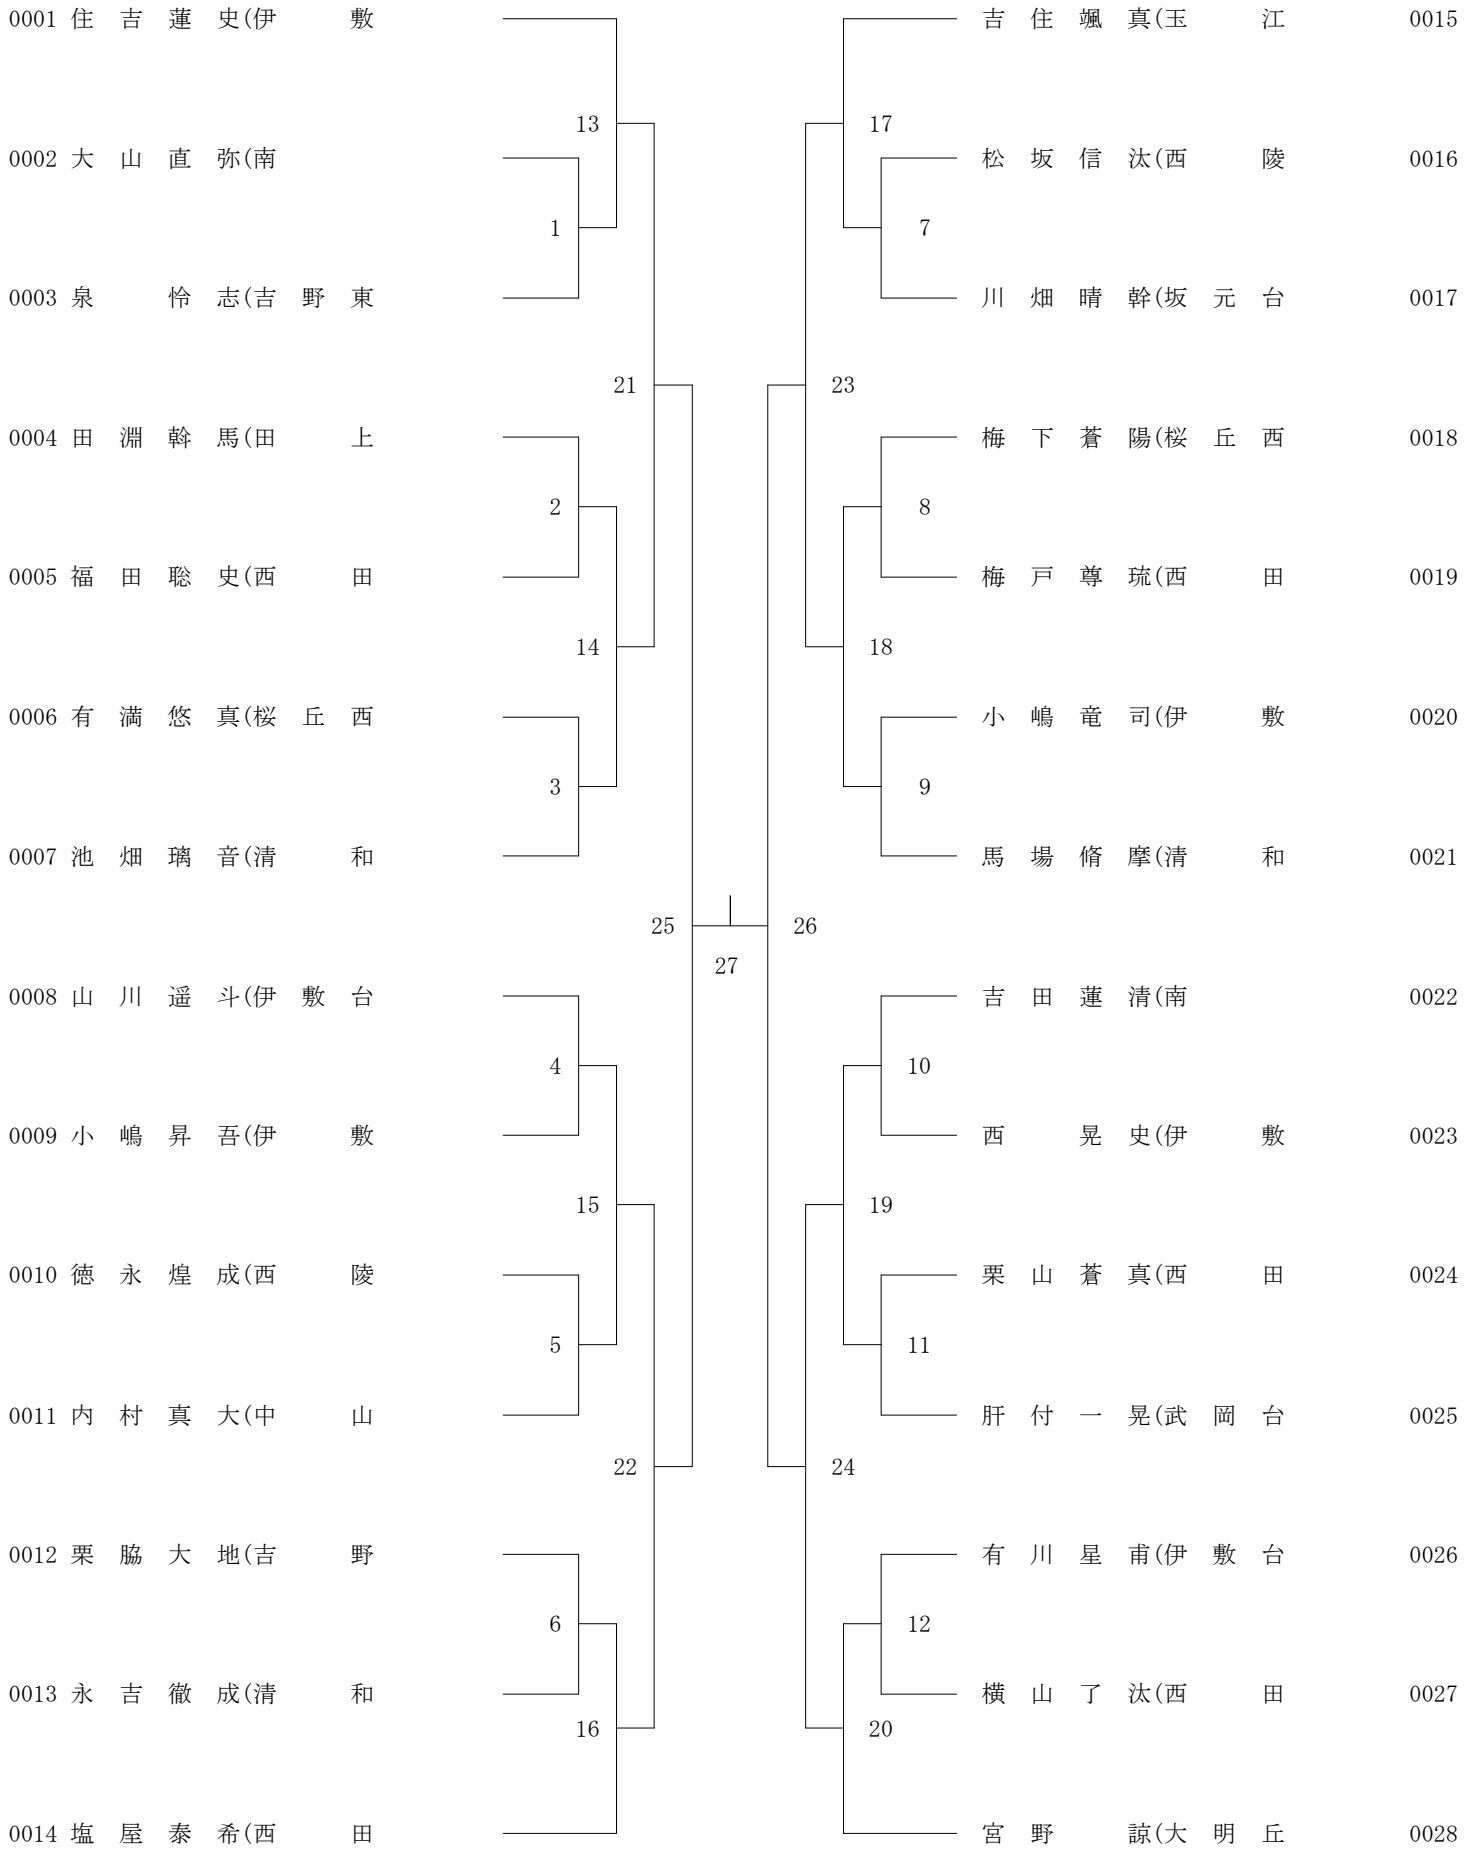 0001 住 吉 蓮 史(伊 敷
吉 住 颯 真(玉 江 0015
13
17
0002 大 山 直 弥(南
松 坂 信 汰(西 陵 0016
1
7
0003 泉 怜 志(吉 野 東
川 畑 晴 幹(坂 元 台 0017
21
23
0004 田 淵 斡 馬(田 上
梅 下 蒼 陽(桜 丘 西 0018
2
8
0005 福 田 聡 史(西 田
梅 戸 尊 琉(西 田 0019
14
18
0006 有 満 悠 真(桜 丘 西
小 嶋 竜 司(伊 敷 0020
3
9
0007 池 畑 璃 音(清 和
馬 場 脩 摩(清 和 0021
25
26
27
0008 山 川 遥 斗(伊 敷 台
吉 田 蓮 清(南 0022
4
10
0009 小 嶋 昇 吾(伊 敷
西 晃 史(伊 敷 0023
15
19
0010 徳 永 煌 成(西 陵
栗 山 蒼 真(西 田 0024
5
11
0011 内 村 真 大(中 山
肝 付 一 晃(武 岡 台 0025
22
24
0012 栗 脇 大 地(吉 野
有 川 星 甫(伊 敷 台 0026
6
12
0013 永 吉 徹 成(清 和
横 山 了 汰(西 田 0027
16
20
0014 塩 屋 泰 希(西 田
宮 野 諒(大 明 丘 0028